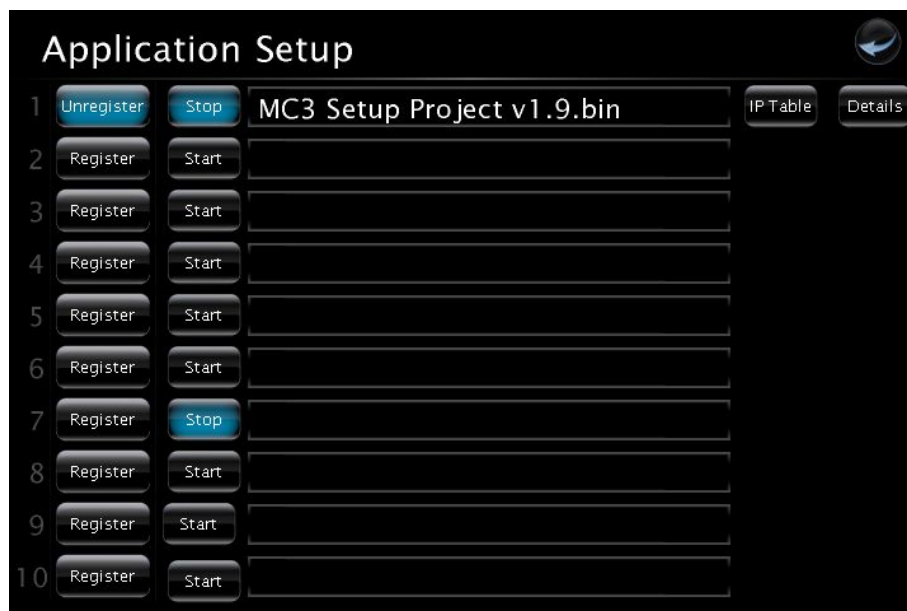 Application Setup
1 Unregister Stop MC3 Setup Project v1.9.bin IP Table Details
2 Register Start
3 Register Start
4 Register Start
5 Register Start
6 Register Start
7 Register Stop
8 Register Start
9 Register Start
10 Register Start